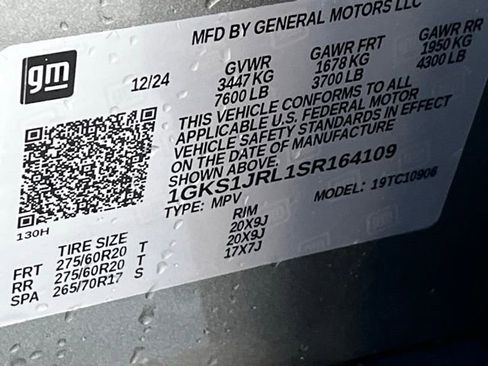 MFD BY GENERAL MOTORS LLC
gm
12/24
GVWR GAWR FRT GAWR RR
3447 KG 1678 KG 1950 KG
7600 LB 3700 LB 4300 LB
THIS VEHICLE CONFORMS TO ALL
APPLICABLE U.S. FEDERAL MOTOR
VEHICLE SAFETY STANDARDS IN EFFECT
ON THE DATE OF MANUFACTURE
SHOWN ABOVE.
1GKS1JRL1SR164109
TYPE: MPV MODEL: 19TC10906
130H
TIRE SIZE RIM
FRT 275/60R20 T 20X9J
RR 275/60R20 T 20X9J
SPA 265/70R17 S 17X7J